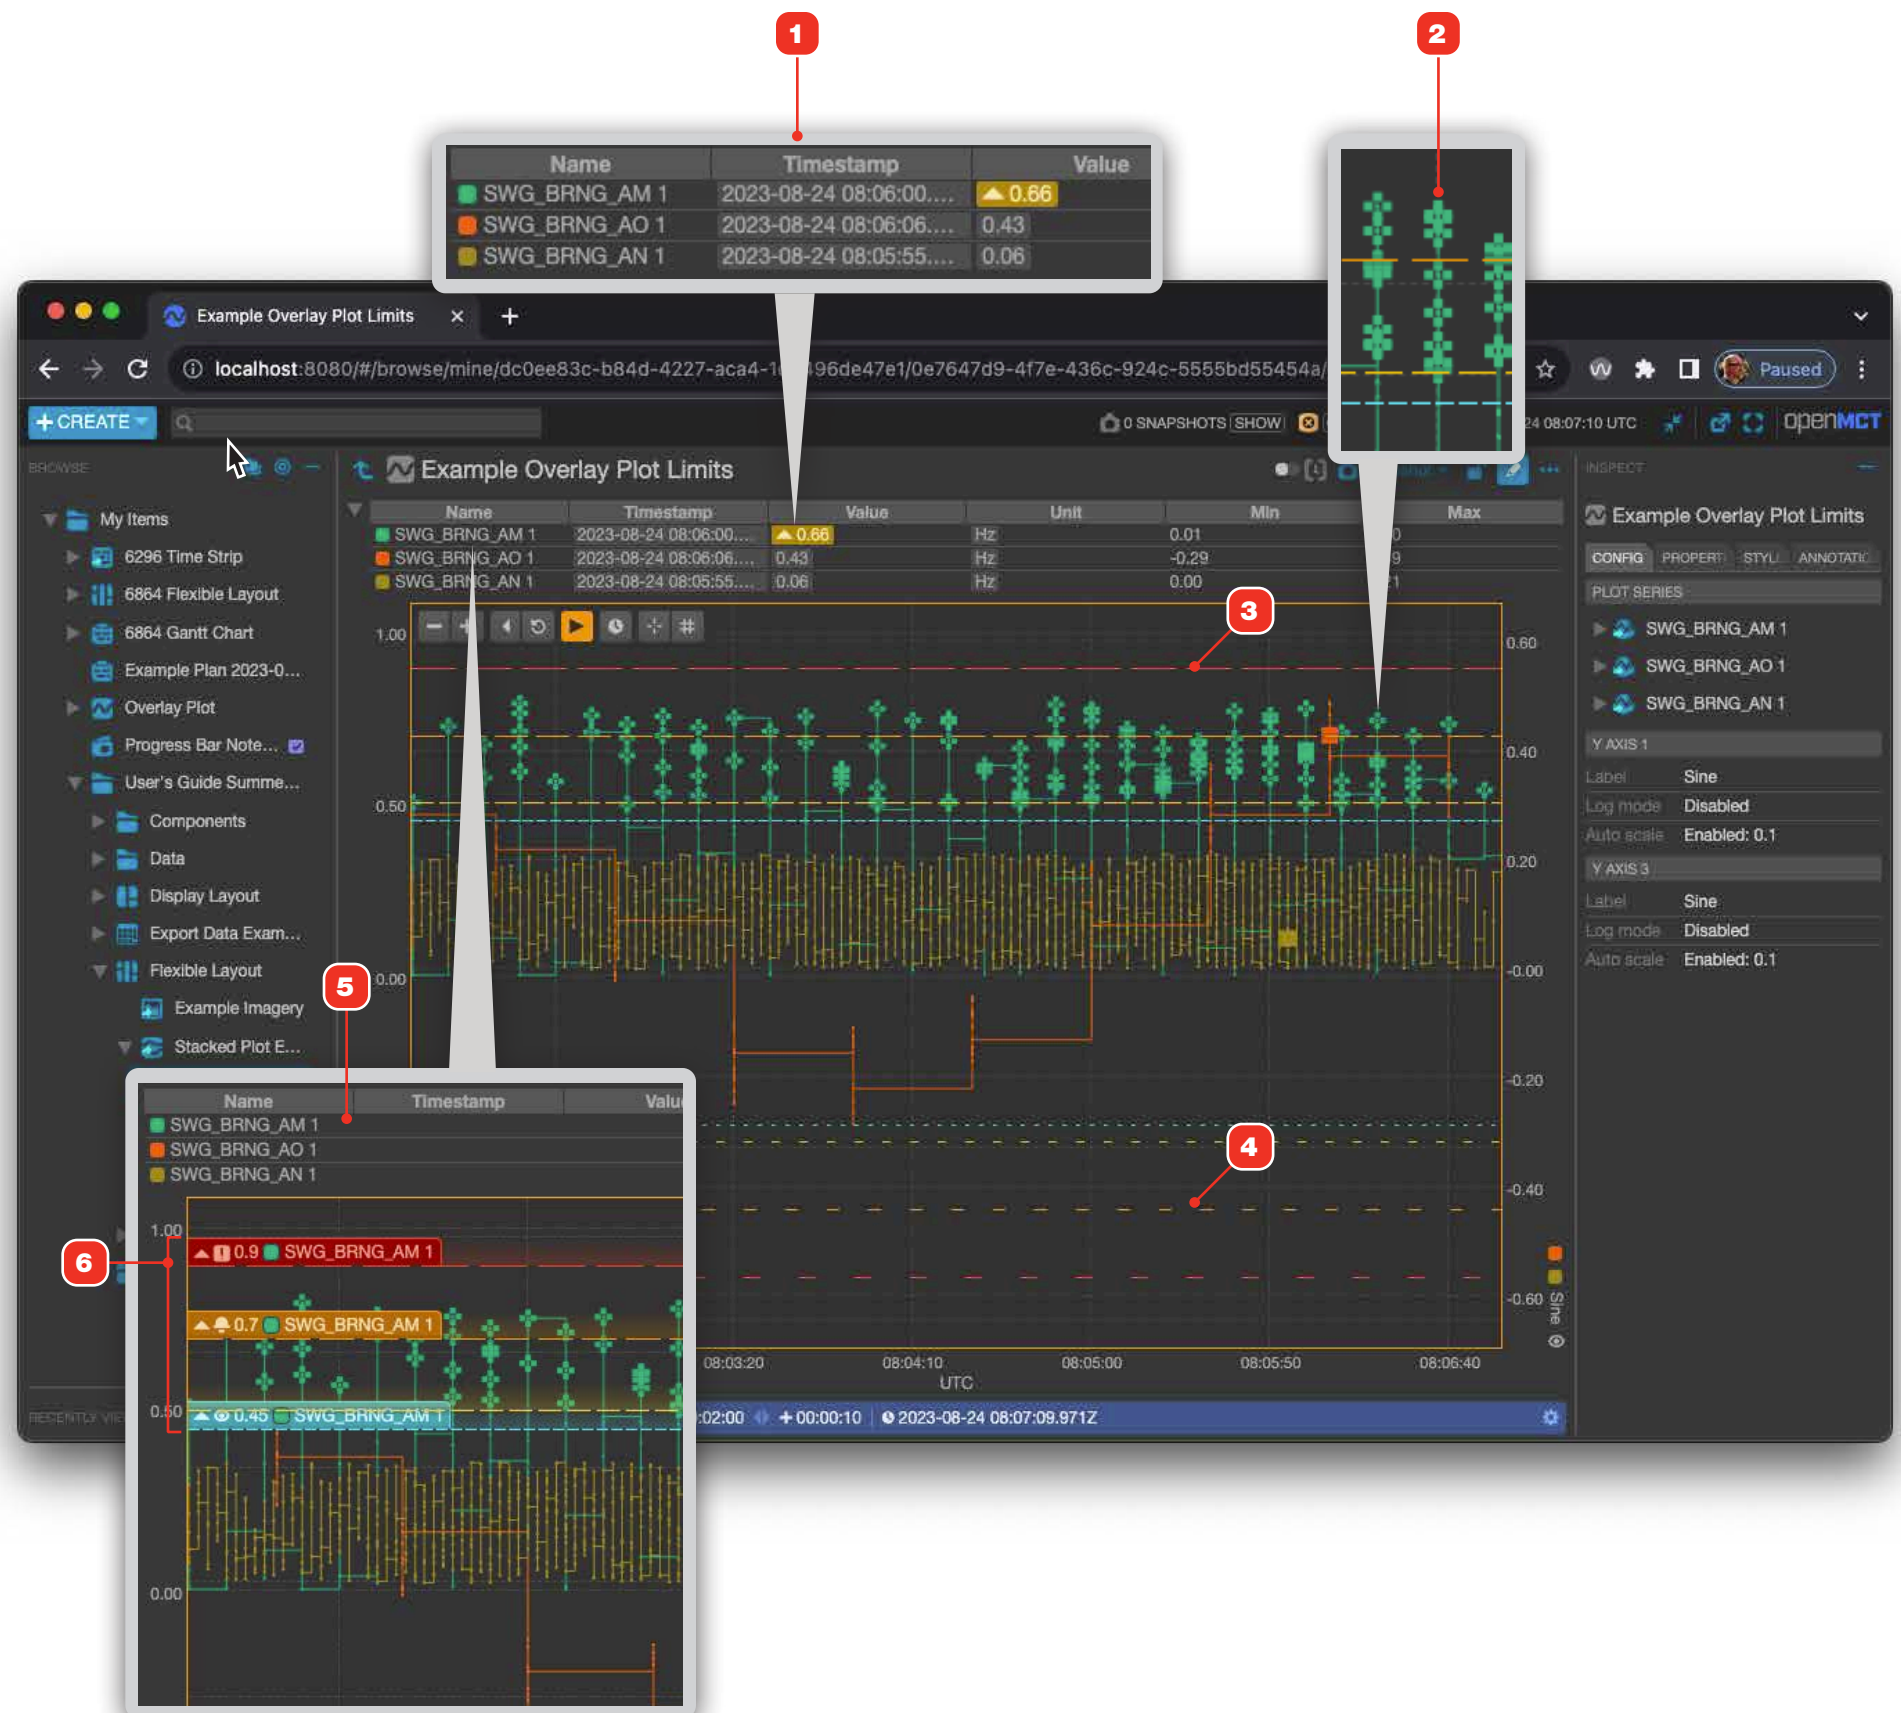 1
2
Name Timestamp Value
SWG_BRNG_AM 1 2023-08-24 08:06:00.... 0.66
SWG_BRNG_AO 1 2023-08-24 08:06:06.... 0.43
SWG_BRNG_AN 1 2023-08-24 08:05:55.... 0.06
Example Overlay Plot Limits
localhost:8080/#/browse/mine/dc0ee83c-b84d-4227-aca4-1 496de47e1/0e7647d9-4f7e-436c-924c-5555bd55454a/
Paused
+ CREATE
0 SNAPSHOTS SHOW
24 08:07:10 UTC
openMCT
BROWSE
Example Overlay Plot Limits
INSPECT
My Items
6296 Time Strip
6864 Flexible Layout
6864 Gantt Chart
Example Plan 2023-0...
Overlay Plot
Progress Bar Note...
User's Guide Summe...
Components
Data
Display Layout
Export Data Exam...
Flexible Layout
Example Imagery
Stacked Plot E...
Name Timestamp Value Unit Min Max
SWG_BRNG_AM 1 2023-08-24 08:06:00.... 0.66 Hz 0.01 0
SWG_BRNG_AO 1 2023-08-24 08:06:06.... 0.43 Hz -0.29 9
SWG_BRNG_AN 1 2023-08-24 08:05:55.... 0.06 Hz 0.00 1
3
1.00
0.50
0.00
0.60
0.40
0.20
-0.00
-0.20
-0.40
-0.60
Sine
4
08:03:20 08:04:10 08:05:00 08:05:50 08:06:40
UTC
:02:00 +00:00:10 2023-08-24 08:07:09.971Z
Example Overlay Plot Limits
CONFIG PROPERT STYL ANNOTATIC
PLOT SERIES
SWG_BRNG_AM 1
SWG_BRNG_AO 1
SWG_BRNG_AN 1
Y AXIS 1
Label Sine
Log mode Disabled
Auto scale Enabled: 0.1
Y AXIS 3
Label Sine
Log mode Disabled
Auto scale Enabled: 0.1
5
Name Timestamp Valu
SWG_BRNG_AM 1
SWG_BRNG_AO 1
SWG_BRNG_AN 1
6
1.00
0.9 SWG_BRNG_AM 1
0.7 SWG_BRNG_AM 1
0.50
0.45 SWG_BRNG_AM 1
0.00
RECENTLY VIE